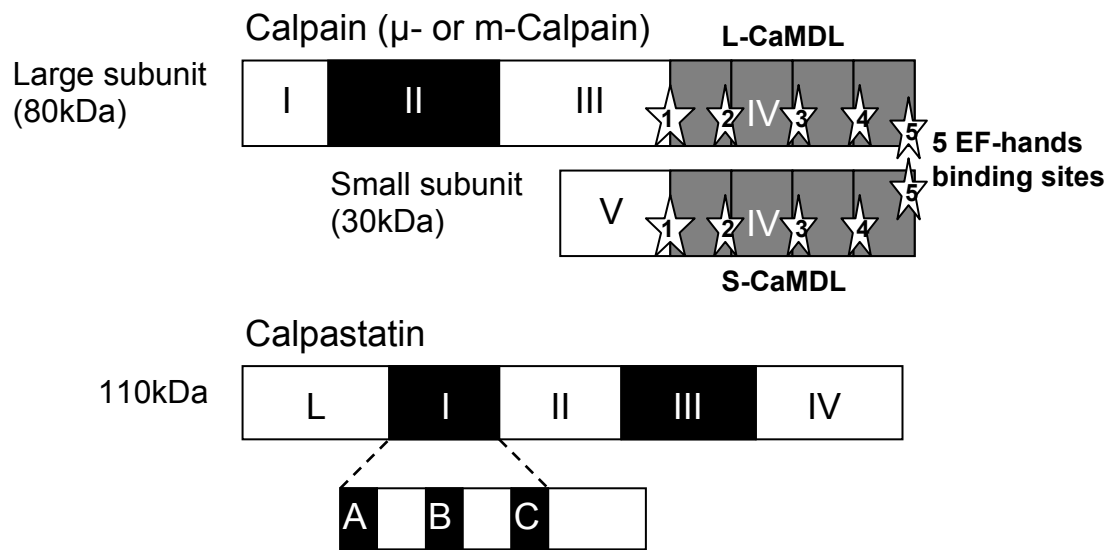 Calpain (µ- or m-Calpain)
L-CaMDL
Large subunit
(80kDa)
I II III IV
1 2 3 4 5
5 EF-hands
binding sites
Small subunit
(30kDa)
V IV
1 2 3 4 5
S-CaMDL
Calpastatin
110kDa
L I II III IV
A B C